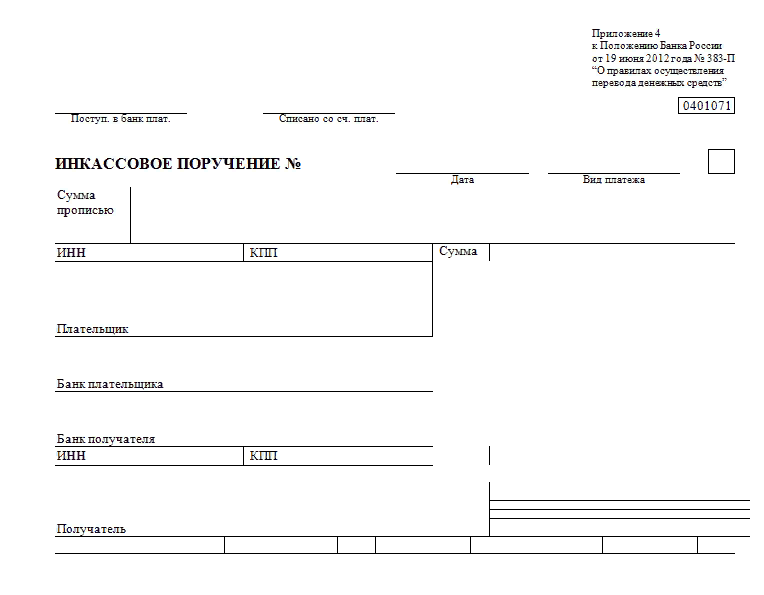 Приложение 4
к Положению Банка России
от 19 июня 2012 года № 383-П
“О правилах осуществления
перевода денежных средств”
0401071
Поступ. в банк плат.
Списано со сч. плат.
ИНКАССОВОЕ ПОРУЧЕНИЕ №
Дата
Вид платежа
Сумма
прописью
ИНН
КПП
Сумма
Плательщик
Банк плательщика
Банк получателя
ИНН
КПП
Получатель